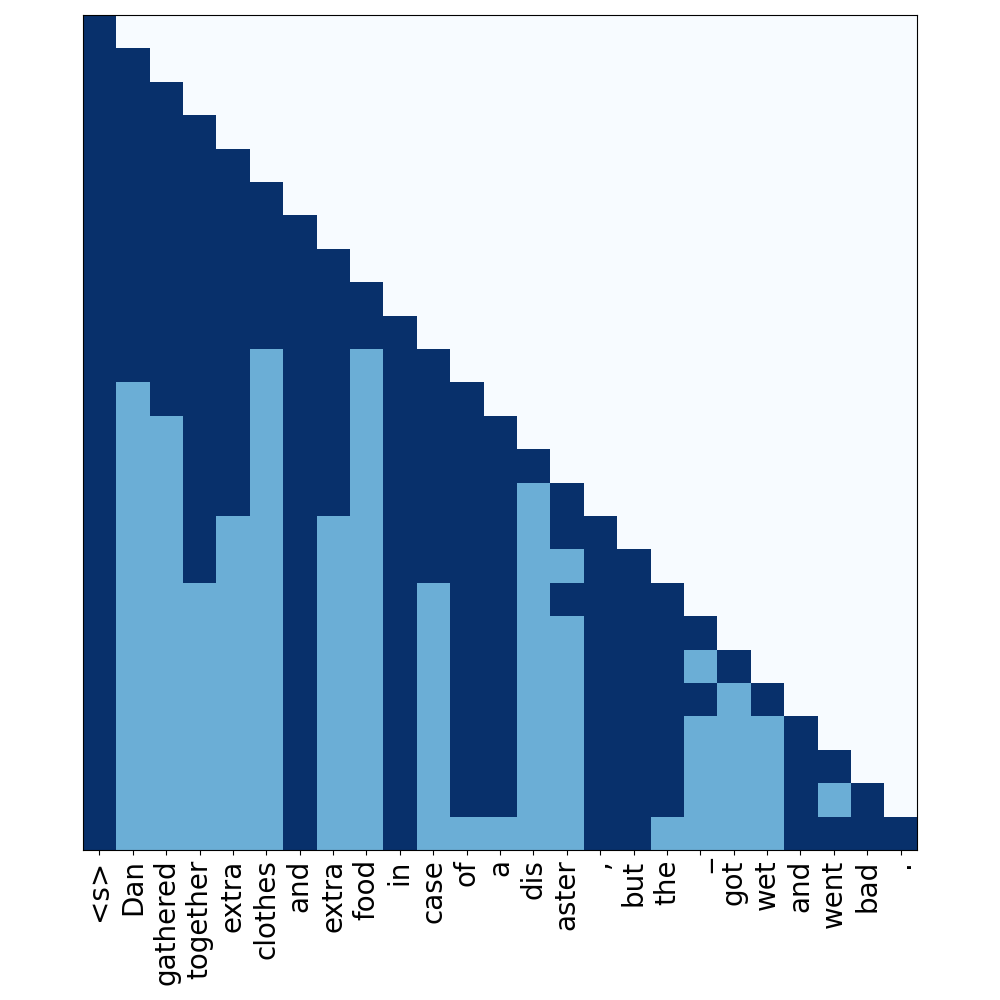 <s> Dan gathered together extra clothes and extra food in case of a dis aster , but the _ got wet and went bad .